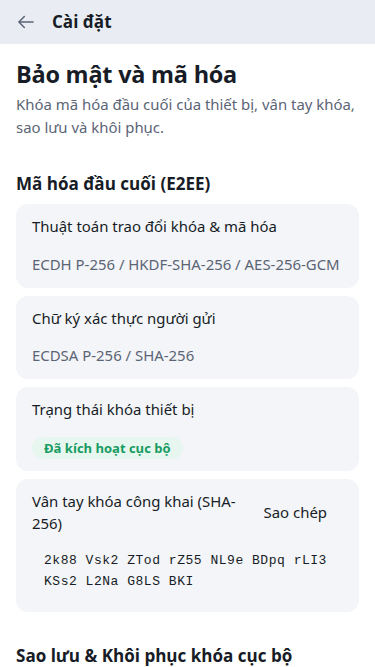 Cài đặt
Bảo mật và mã hóa
Khóa mã hóa đầu cuối của thiết bị, vân tay khóa,
sao lưu và khôi phục.
Mã hóa đầu cuối (E2EE)
Thuật toán trao đổi khóa & mã hóa
ECDH P-256 / HKDF-SHA-256 / AES-256-GCM
Chữ ký xác thực người gửi
ECDSA P-256 / SHA-256
Trạng thái khóa thiết bị
Đã kích hoạt cục bộ
Vân tay khóa công khai (SHA-
256)
Sao chép
2k88 Vsk2 ZTod rZ55 NL9e BDpq rLI3
KSs2 L2Na G8LS BKI
Sao lưu & Khôi phục khóa cục bộ